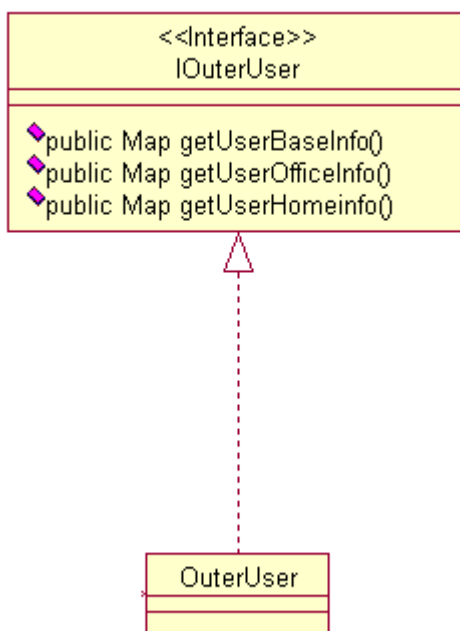 <<Interface>>
IOuterUser
public Map getUserBaseInfo()
public Map getUserOfficeInfo()
public Map getUserHomeinfo()
OuterUser